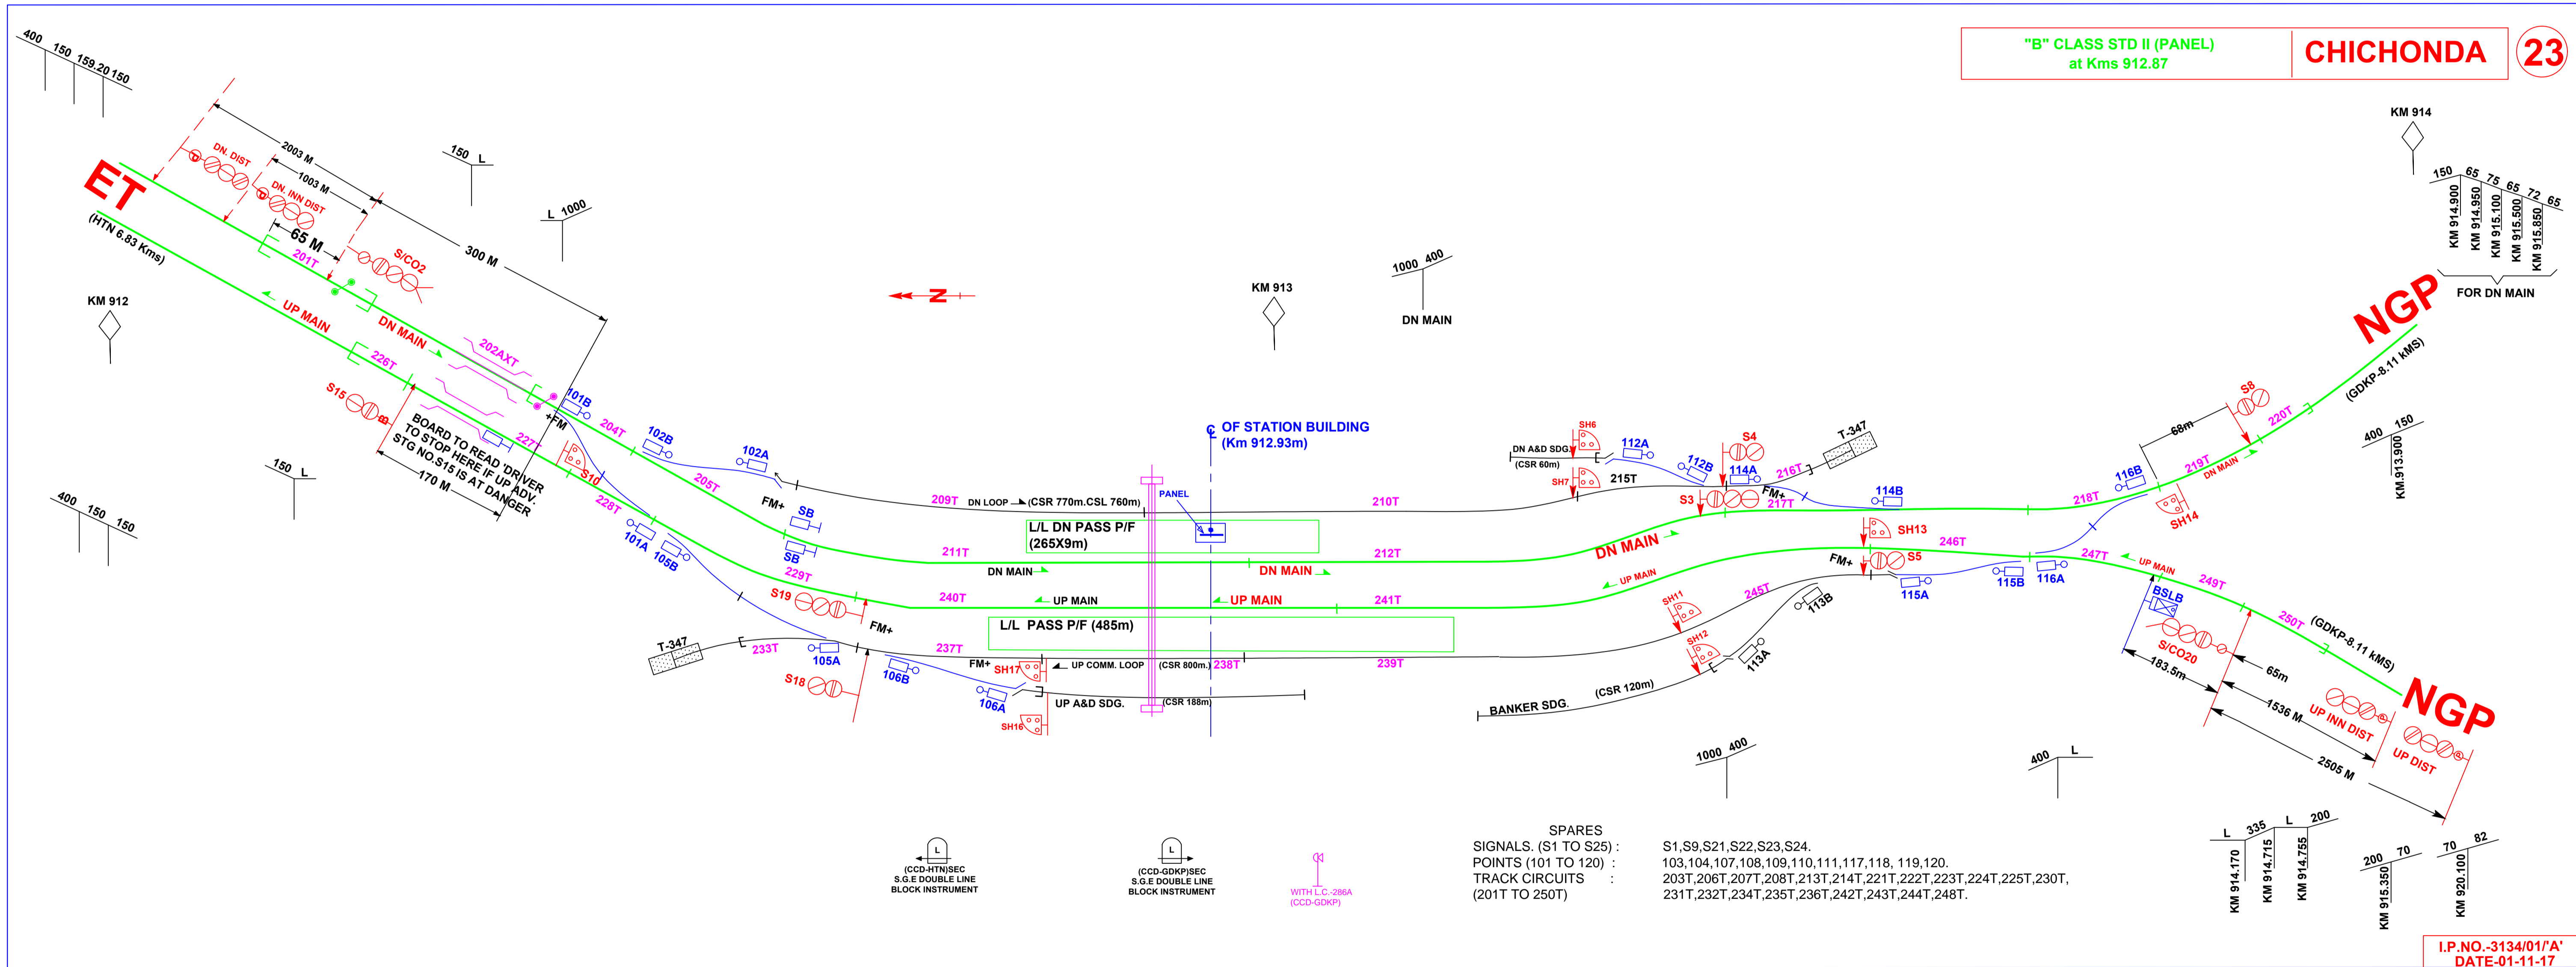 "B" CLASS STD II (PANEL)
at Kms 912.87
CHICHONDA
23
400 150 159.20 150
2003 M
1003 M
DN. DIST
P
DN. INN DIST
P
65 M
300 M
S/CO2
ET
(HTN 6.83 Kms)
201T
UP MAIN
DN MAIN
150 L
L 1000
KM 912
202AXT
226T
S15
B
227T
BOARD TO READ 'DRIVER
TO STOP HERE IF UP ADV.
STG NO.S15 IS AT DANGER
170 M
S10
+FM
101B
204T
228T
101A
105B
102B
102A
205T
FM+
SB
SB
150 L
400 150 150
N
KM 913
1000 400
DN MAIN
KM 914
150 65 75 65 72 65
KM 914.900
KM 914.950
KM 915.100
KM 915.500
KM 915.850
FOR DN MAIN
NGP
(GDKP-8.11 kMS)
400 150
KM.913.900
C L OF STATION BUILDING
(Km 912.93m)
PANEL
209T
DN LOOP
(CSR 770m.CSL 760m)
210T
L/L DN PASS P/F
(265X9m)
211T
DN MAIN
DN MAIN
212T
DN MAIN
229T
S19
240T
UP MAIN
UP MAIN
241T
UP MAIN
L/L PASS P/F (485m)
FM+
T-347
233T
105A
237T
FM+
UP COMM. LOOP
(CSR 800m.)
238T
239T
S18
106B
106A
SH17
SH16
UP A&D SDG.
(CSR 188m)
DN A&D SDG
(CSR 60m)
SH6
SH7
215T
112A
112B
S4
114A
S3
217T
FM+
216T
T-347
114B
SH13
218T
116B
68m
S8
219T
220T
DN MAIN
SH14
FM+
S5
246T
115A
115B
116A
247T
UP MAIN
249T
250T
BSLB
S/CO20
183.5m
65m
1536 M
2505 M
(GDKP-8.11 kMS)
NGP
UP INN DIST
P
UP DIST
P
SH11
SH12
245T
113B
113A
BANKER SDG.
(CSR 120m)
1000 400
400 L
L 335 L 200
KM 914.170
KM 914.715
KM 914.755
200 70
KM 915.350
70 82
KM 920.100
L
(CCD-HTN)SEC
S.G.E DOUBLE LINE
BLOCK INSTRUMENT
L
(CCD-GDKP)SEC
S.G.E DOUBLE LINE
BLOCK INSTRUMENT
WITH L.C.-286A
(CCD-GDKP)
SPARES
SIGNALS. (S1 TO S25) : S1,S9,S21,S22,S23,S24.
POINTS (101 TO 120) : 103,104,107,108,109,110,111,117,118, 119,120.
TRACK CIRCUITS : 203T,206T,207T,208T,213T,214T,221T,222T,223T,224T,225T,230T,
(201T TO 250T) 231T,232T,234T,235T,236T,242T,243T,244T,248T.
I.P.NO.-3134/01/'A'
DATE-01-11-17